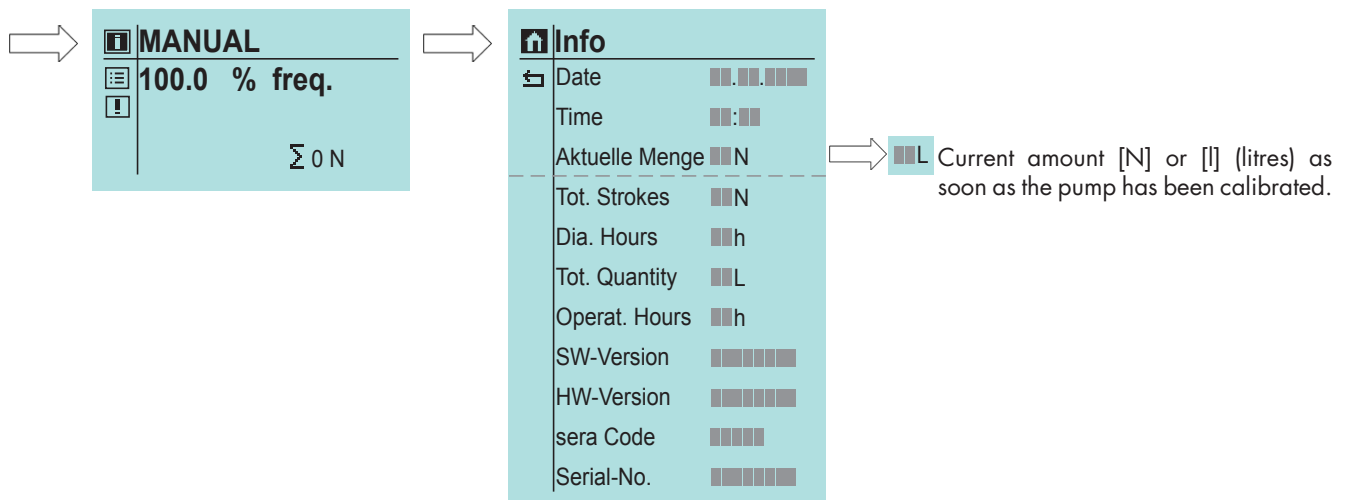 MANUAL
100.0 % freq.
Σ 0 N
Info
Date
Time
Aktuelle Menge N
Tot. Strokes N
Dia. Hours h
Tot. Quantity L
Operat. Hours h
SW-Version
HW-Version
sera Code
Serial-No.
L Current amount [N] or [l] (litres) as
soon as the pump has been calibrated.